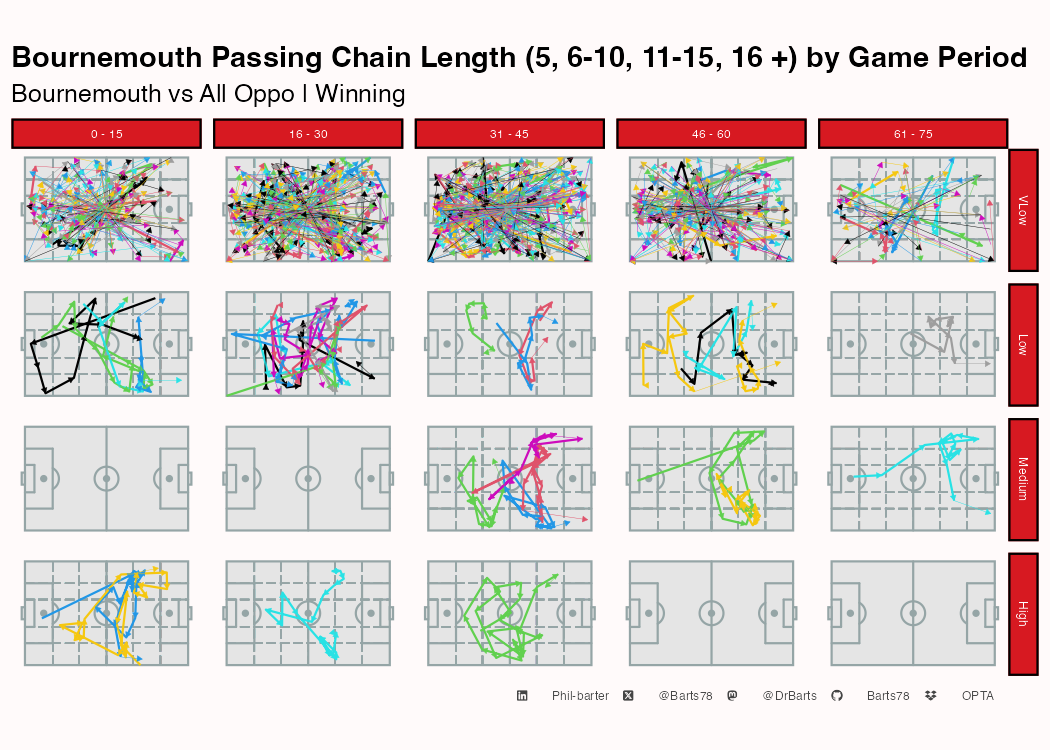 Bournemouth Passing Chain Length (5, 6-10, 11-15, 16 +) by Game Period
Bournemouth vs All Oppo | Winning
0 - 15
16 - 30
31 - 45
46 - 60
61 - 75
VLow
Low
Medium
High
Phil-barter @Barts78 @DrBarts Barts78 OPTA